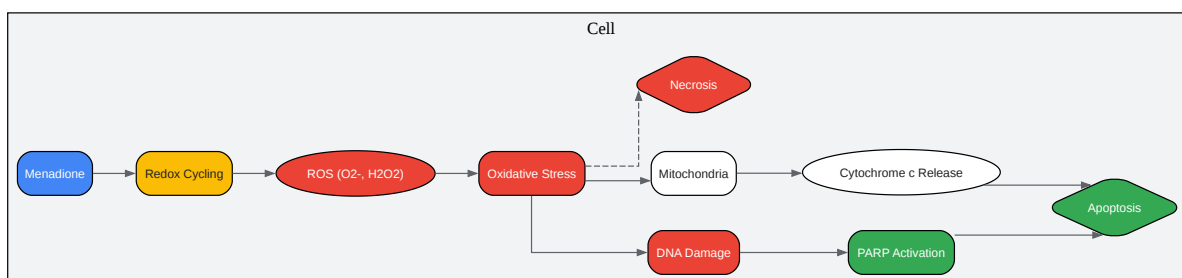 Cell
Necrosis
Menadione
Redox Cycling
ROS (O2-, H2O2)
Oxidative Stress
Mitochondria
Cytochrome c Release
Apoptosis
DNA Damage
PARP Activation